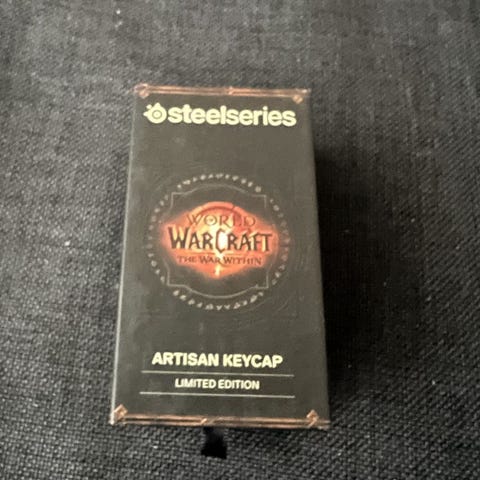 steelseries
WORLD
WARCRAFT
THE WAR WITHIN
ARTISAN KEYCAP
LIMITED EDITION